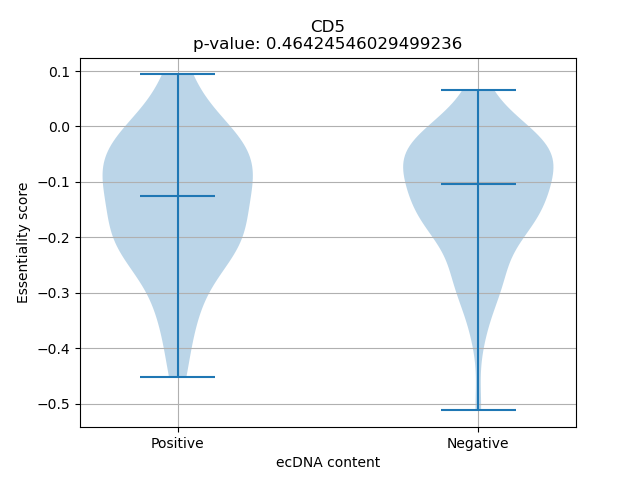 CD5
p-value: 0.46424546029499236
0.1
0.0
−0.1
−0.2
−0.3
−0.4
−0.5
Essentiality score
Positive
Negative
ecDNA content